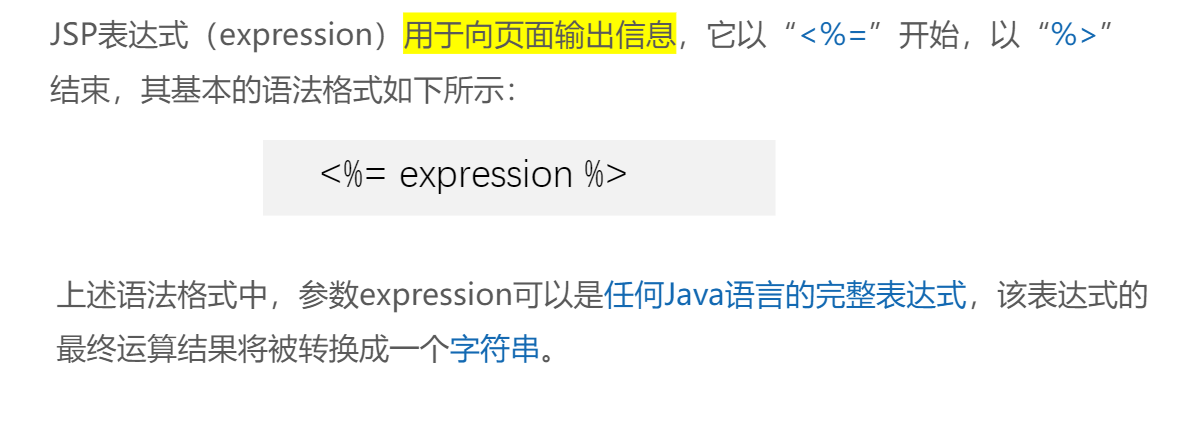 JSP表达式（expression）用于向页面输出信息，它以“<%=”开始，以“%>”
结束，其基本的语法格式如下所示：
<%= expression %>
上述语法格式中，参数expression可以是任何Java语言的完整表达式，该表达式的
最终运算结果将被转换成一个字符串。